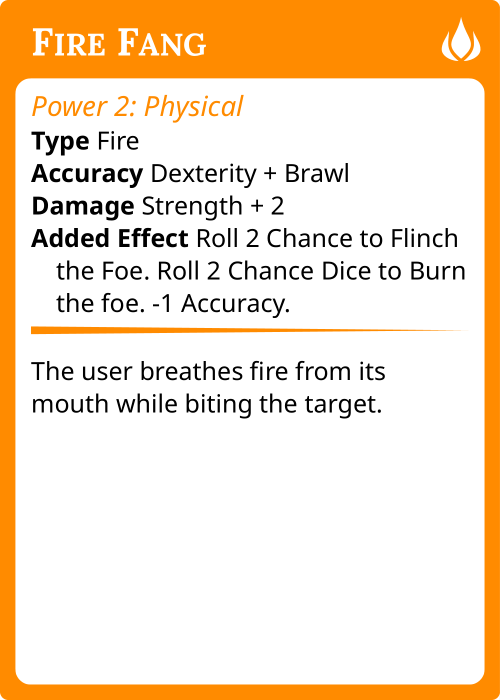 Fire Fang
Power 2: Physical
Type Fire
Accuracy Dexterity + Brawl
Damage Strength + 2
Added Effect Roll 2 Chance to Flinch
the Foe. Roll 2 Chance Dice to Burn
the foe. -1 Accuracy.
The user breathes fire from its
mouth while biting the target.